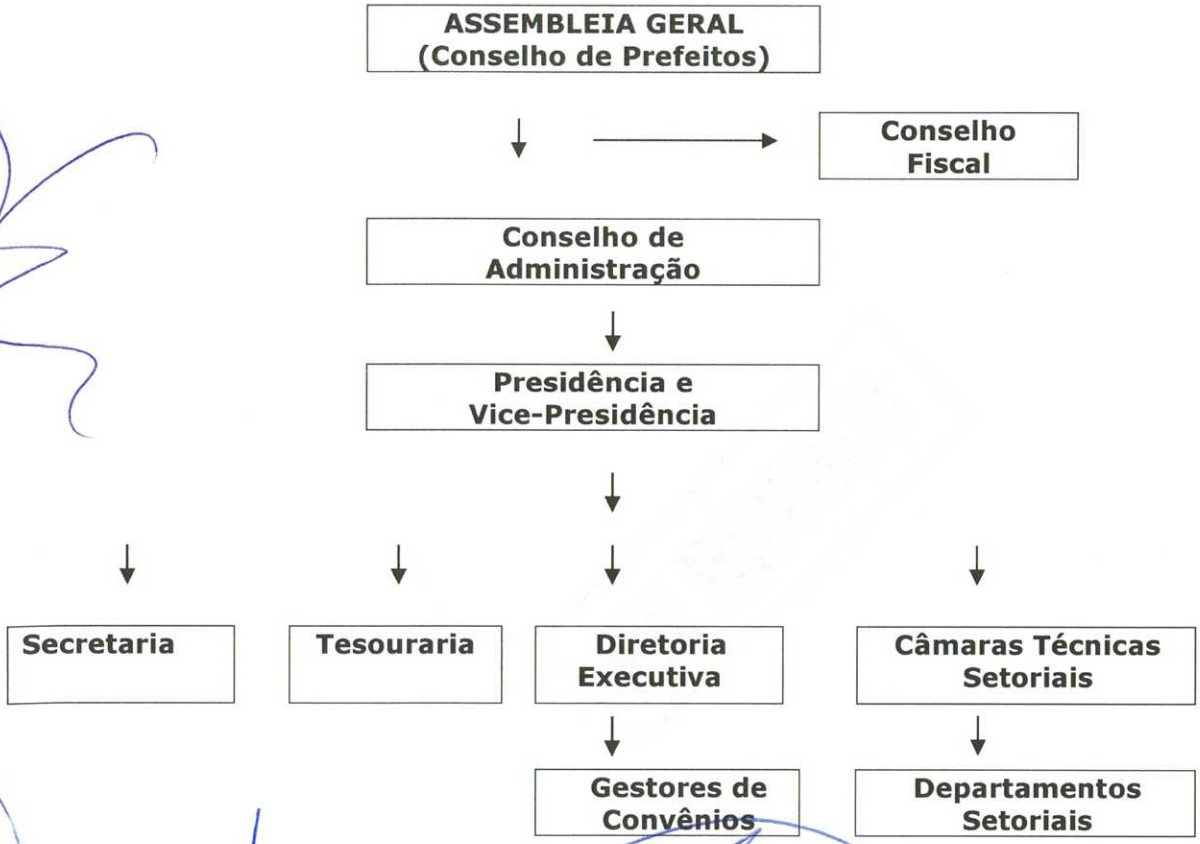 ASSEMBLEIA GERAL
(Conselho de Prefeitos)
Conselho
Fiscal
Conselho de
Administração
Presidência e
Vice-Presidência
Secretaria
Tesouraria
Diretoria
Executiva
Câmaras Técnicas
Setoriais
Gestores de
Convênios
Departamentos
Setoriais